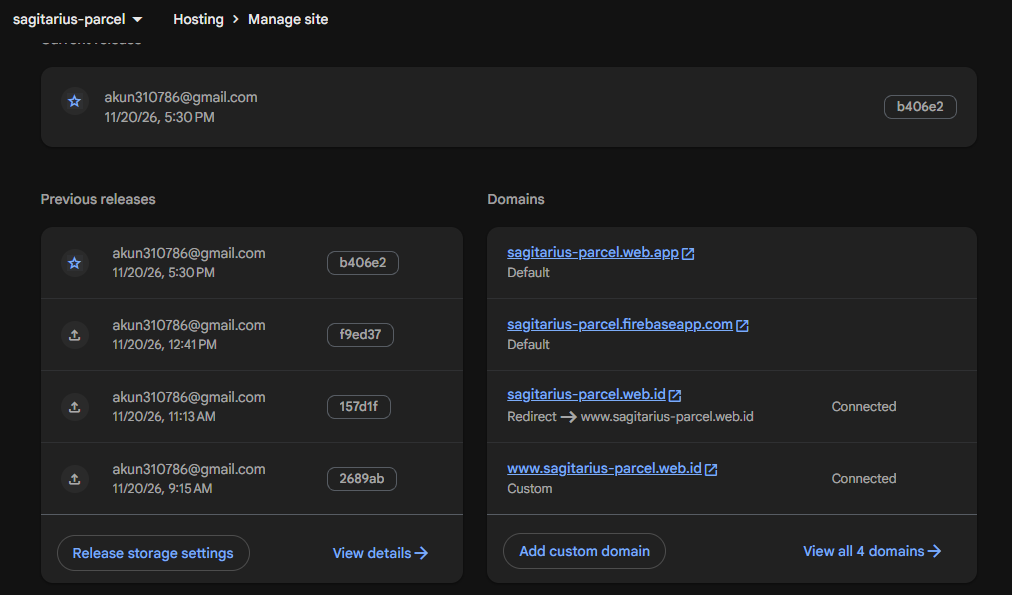 sagitarius-parcel
Hosting > Manage site
Current release
akun310786@gmail.com
11/20/26, 5:30 PM
b406e2
Previous releases
akun310786@gmail.com
11/20/26, 5:30 PM
b406e2
akun310786@gmail.com
11/20/26, 12:41 PM
f9ed37
akun310786@gmail.com
11/20/26, 11:13 AM
157d1f
akun310786@gmail.com
11/20/26, 9:15 AM
2689ab
Release storage settings
View details →
Domains
sagitarius-parcel.web.app
Default
sagitarius-parcel.firebaseapp.com
Default
sagitarius-parcel.web.id
Redirect → www.sagitarius-parcel.web.id
Connected
www.sagitarius-parcel.web.id
Custom
Connected
Add custom domain
View all 4 domains →